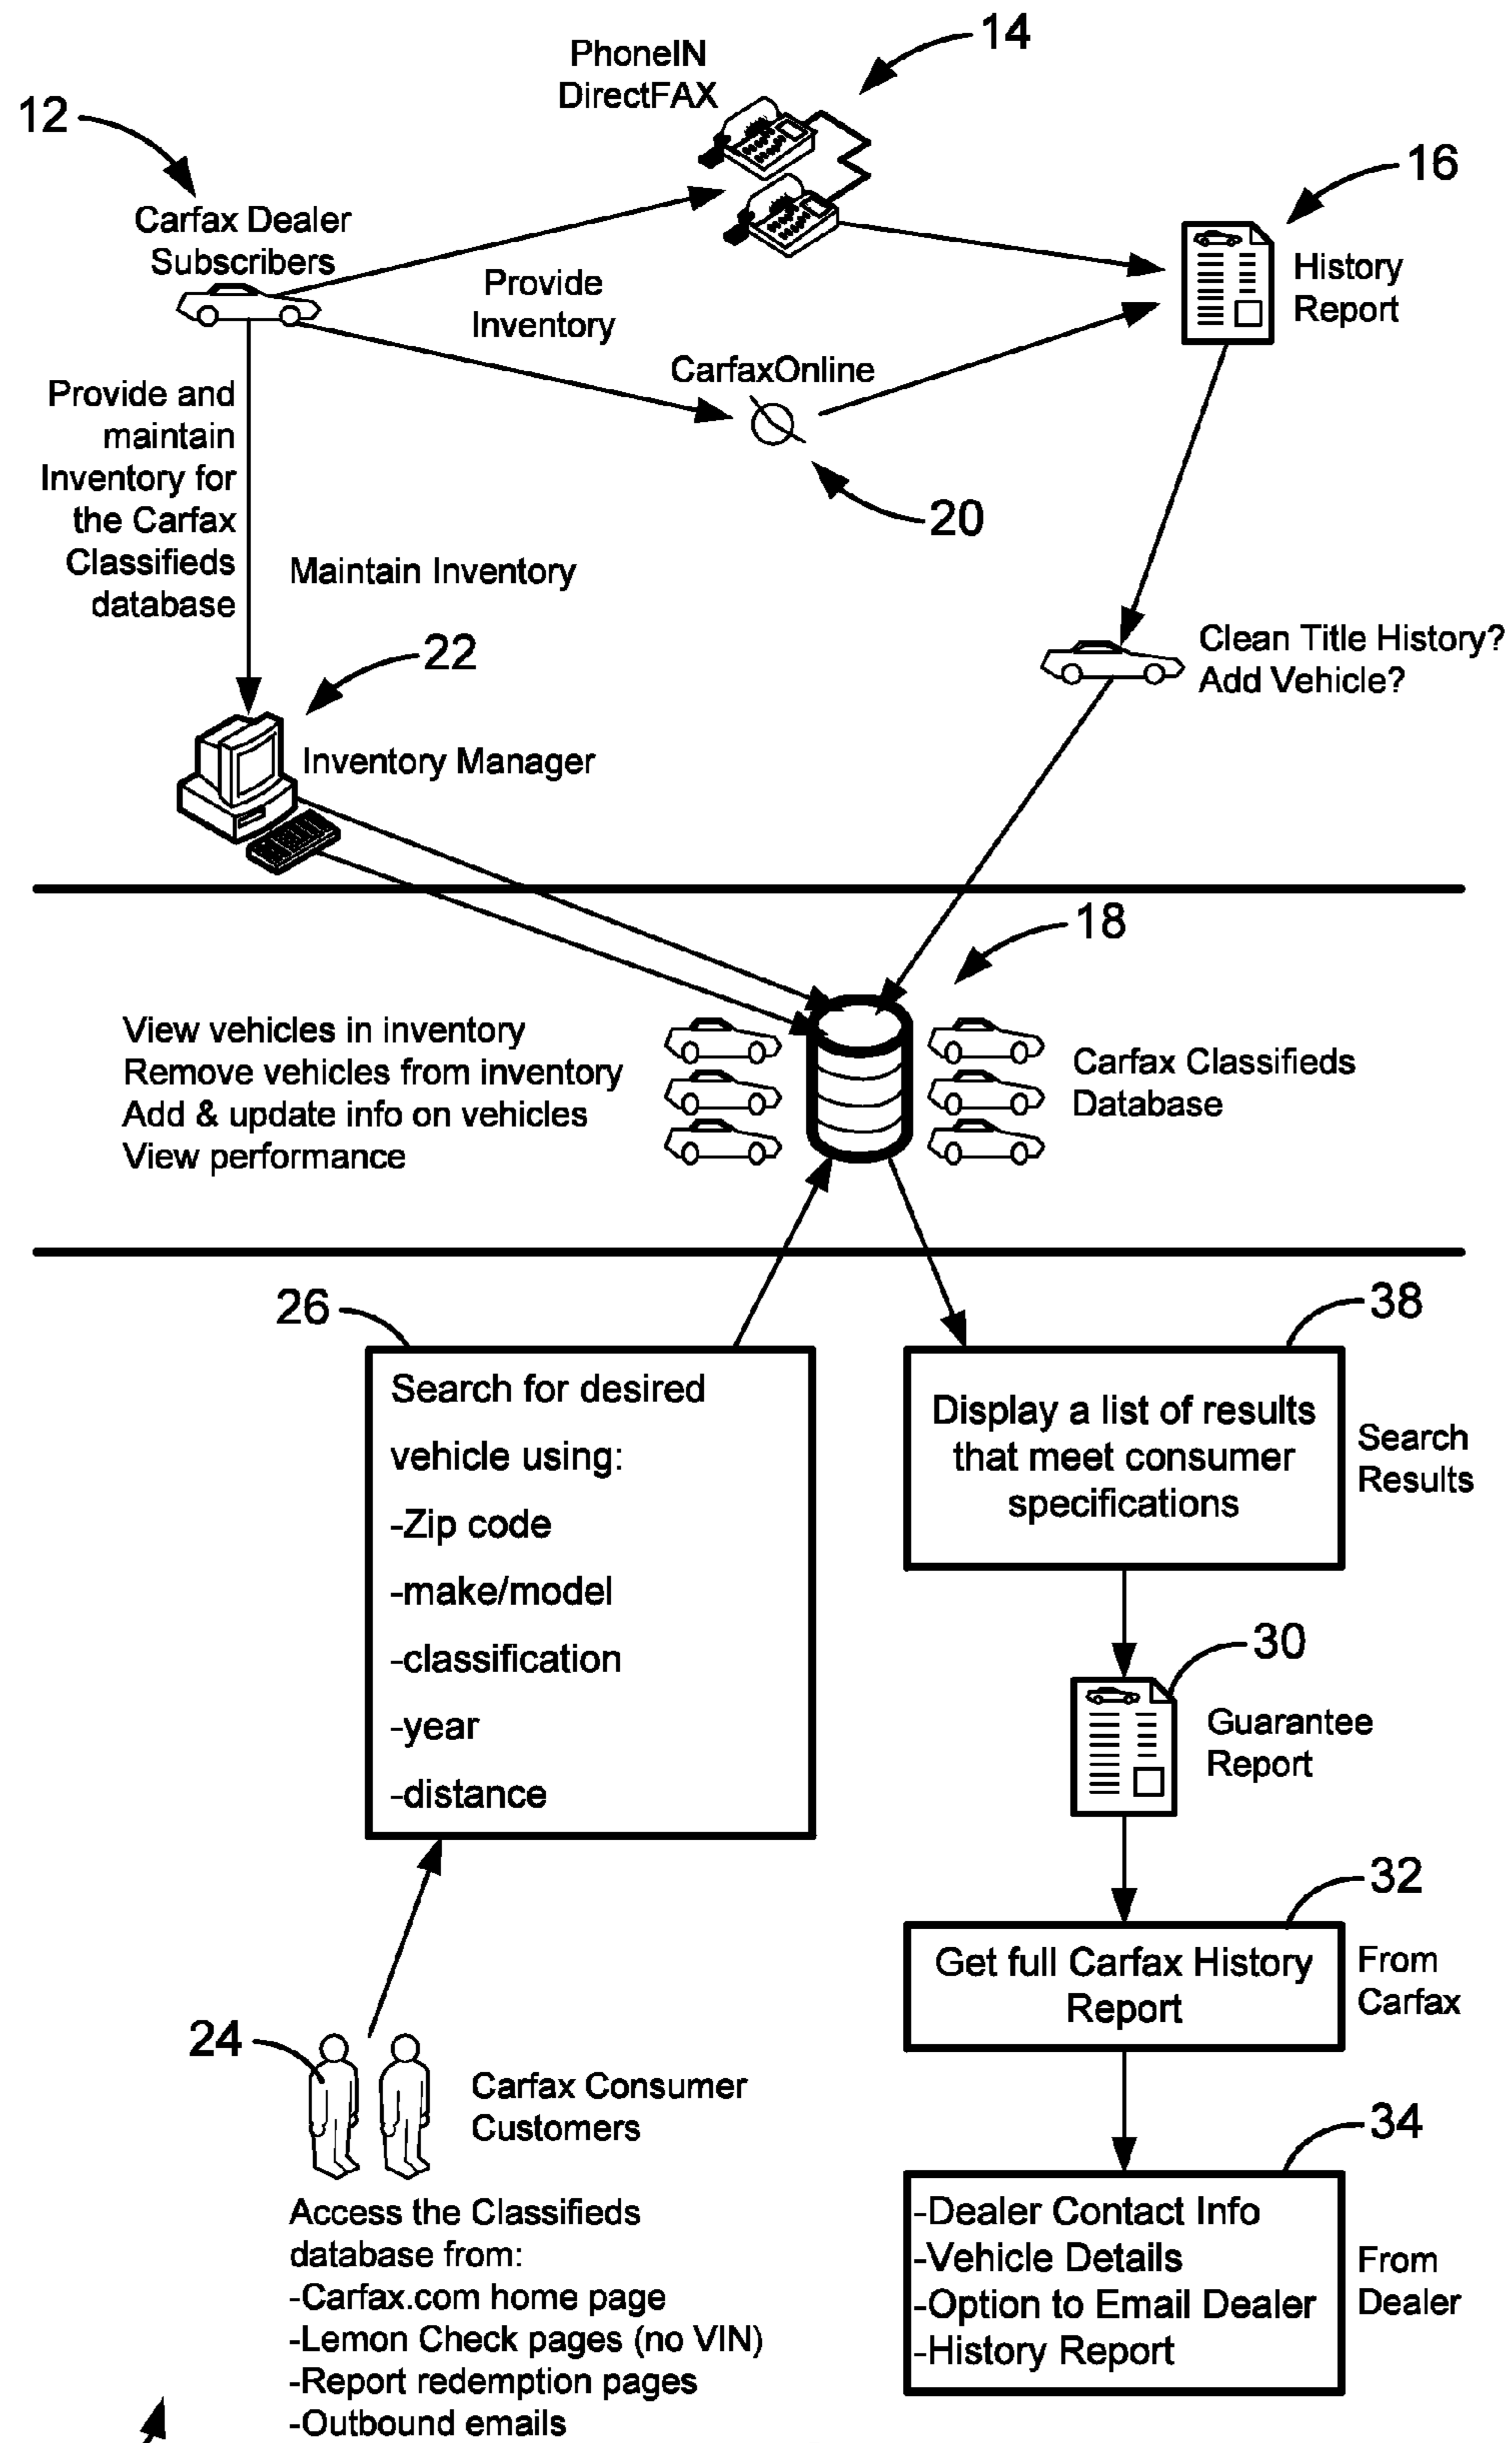 14
PhoneIN
DirectFAX
12
16
Carfax Dealer
Subscribers
History
Report
Provide
Inventory
CarfaxOnline
Provide and
maintain
Inventory for
the Carfax
Classifieds
database
20
Maintain Inventory
22
Clean Title History?
Add Vehicle?
Inventory Manager
18
View vehicles in inventory
Remove vehicles from inventory
Add & update info on vehicles
View performance
Carfax Classifieds
Database
26
38
Search for desired
vehicle using:
-Zip code
-make/model
-classification
-year
-distance
Display a list of results
that meet consumer
specifications
Search
Results
30
Guarantee
Report
32
Get full Carfax History
Report
From
Carfax
24
Carfax Consumer
Customers
34
Access the Classifieds
database from:
-Carfax.com home page
-Lemon Check pages (no VIN)
-Report redemption pages
-Outbound emails
-Dealer Contact Info
-Vehicle Details
-Option to Email Dealer
-History Report
From
Dealer